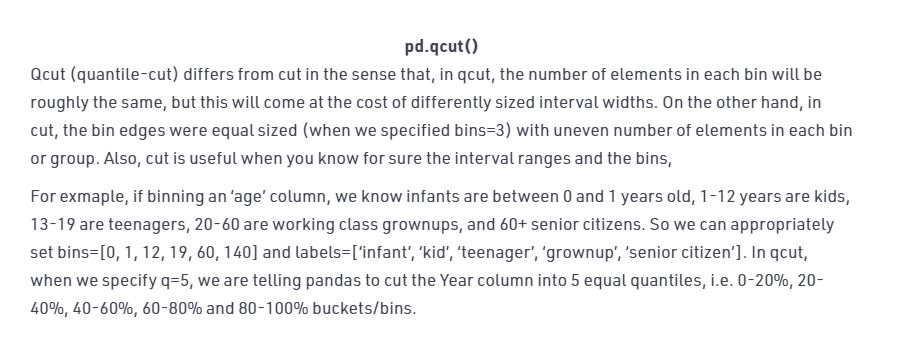 pd.qcut()
Qcut (quantile-cut) differs from cut in the sense that, in qcut, the number of elements in each bin will be
roughly the same, but this will come at the cost of differently sized interval widths. On the other hand, in
cut, the bin edges were equal sized (when we specified bins=3) with uneven number of elements in each bin
or group. Also, cut is useful when you know for sure the interval ranges and the bins,
For exmaple, if binning an ‘age’ column, we know infants are between 0 and 1 years old, 1-12 years are kids,
13-19 are teenagers, 20-60 are working class grownups, and 60+ senior citizens. So we can appropriately
set bins=[0, 1, 12, 19, 60, 140] and labels=[‘infant’, ‘kid’, ‘teenager’, ‘grownup’, ‘senior citizen’]. In qcut,
when we specify q=5, we are telling pandas to cut the Year column into 5 equal quantiles, i.e. 0-20%, 20-
40%, 40-60%, 60-80% and 80-100% buckets/bins.